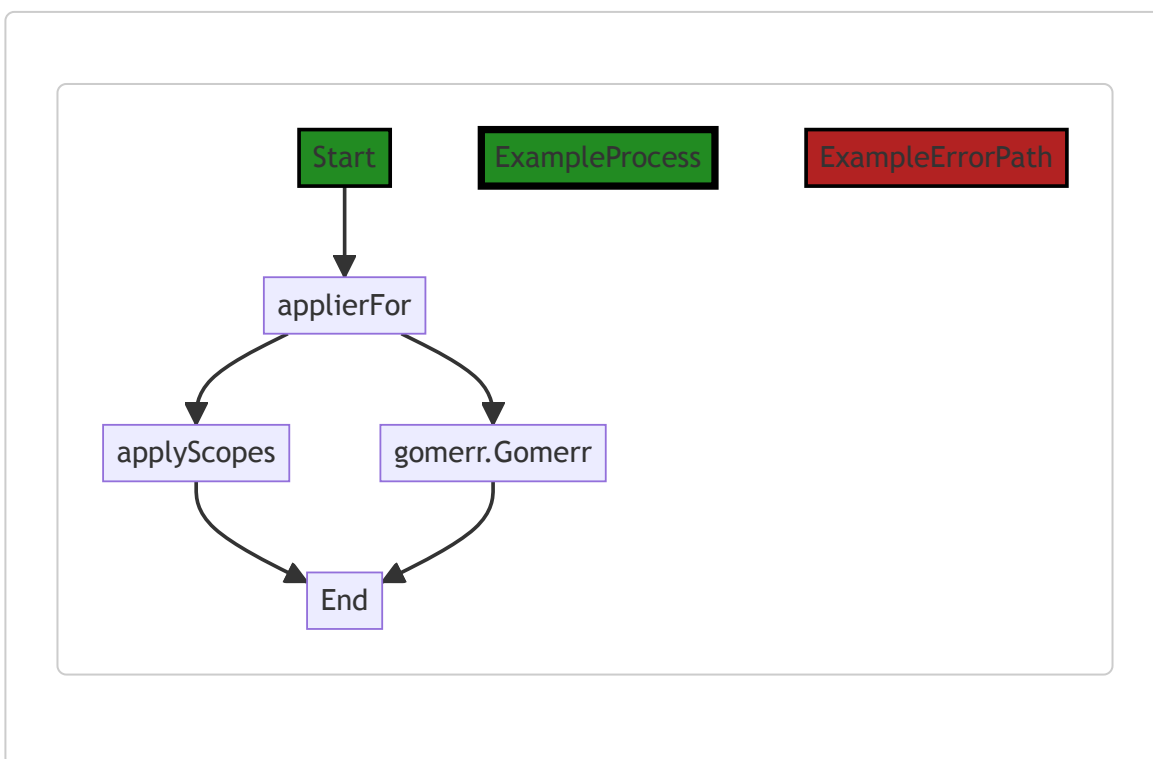 Start
ExampleProcess
ExampleErrorPath
applierFor
applyScopes
gomerr.Gomerr
End